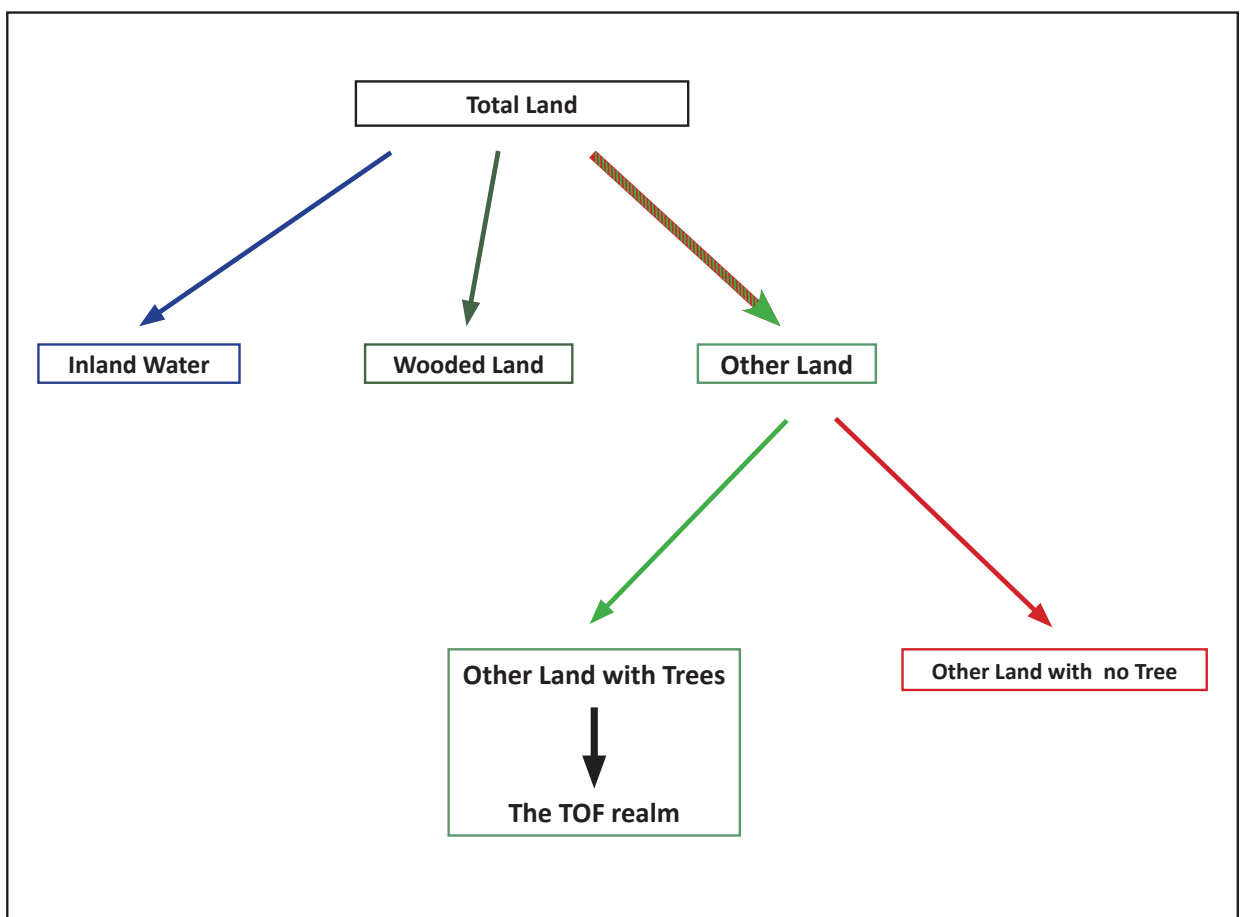 Total Land
Inland Water
Wooded Land
Other Land
Other Land with Trees
Other Land with  no Tree
The TOF realm